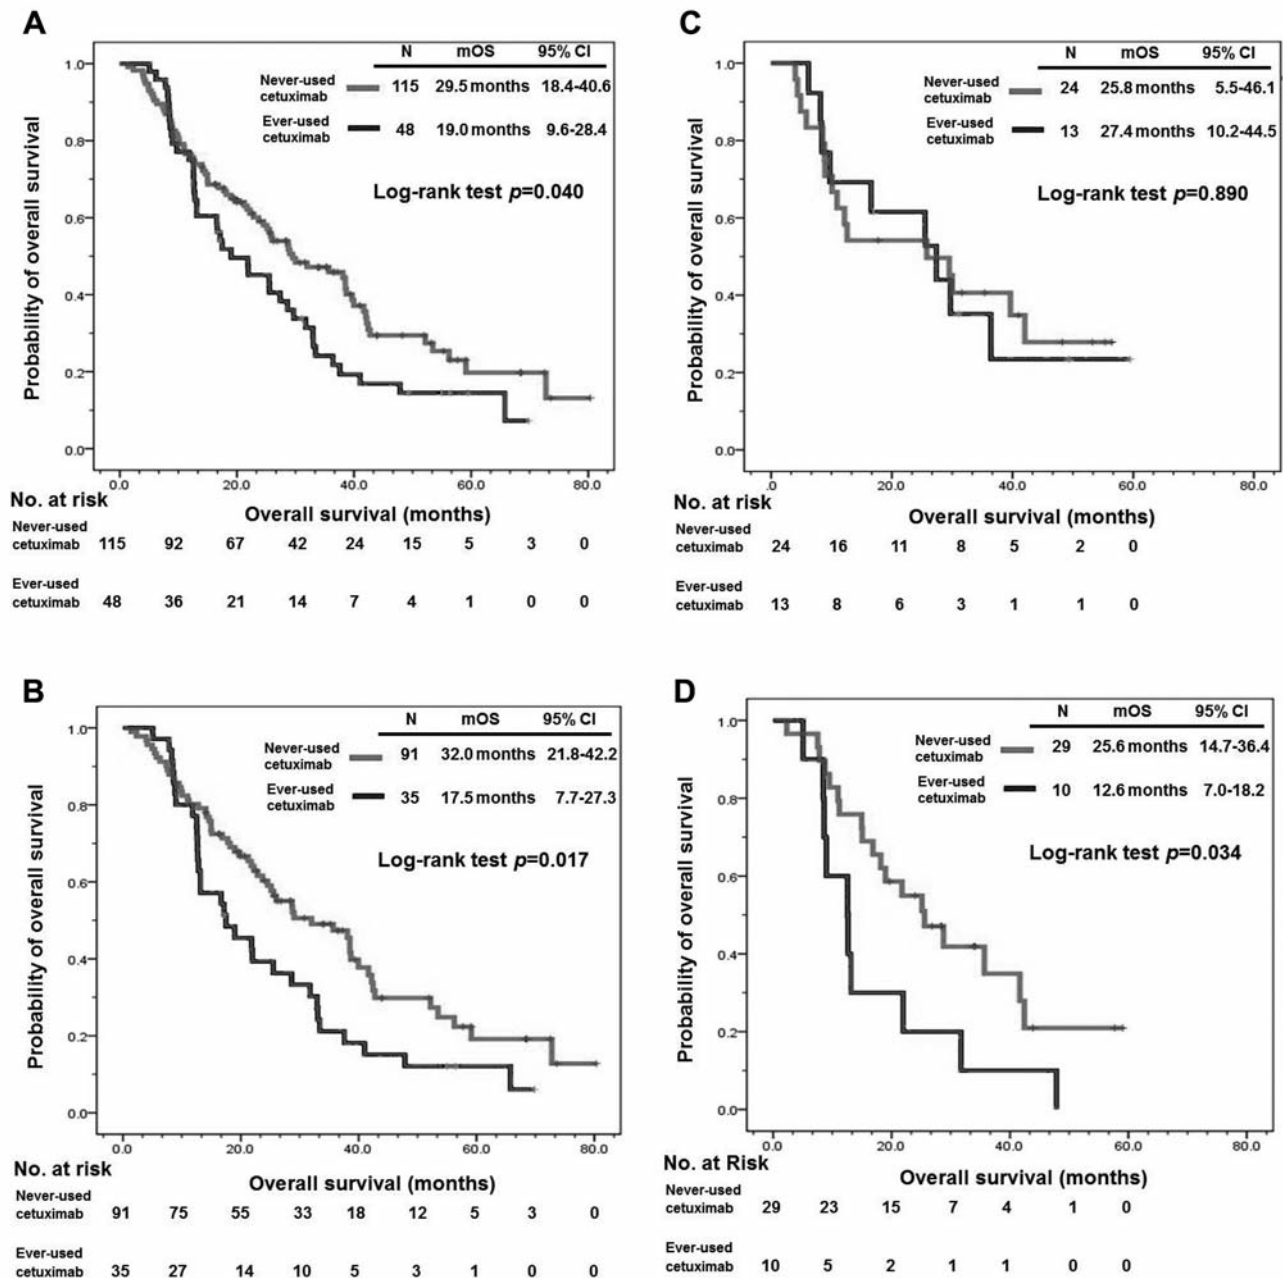 A
N mOS 95% CI
Never-used
cetuximab 115 29.5 months 18.4-40.6
Ever-used
cetuximab 48 19.0 months 9.6-28.4
Log-rank test p=0.040
Probability of overall survival
1.0
0.8
0.6
0.4
0.2
0.0
0.0 20.0 40.0 60.0 80.0
Overall survival (months)
No. at risk
Never-used
cetuximab 115 92 67 42 24 15 5 3 0
Ever-used
cetuximab 48 36 21 14 7 4 1 0 0
C
N mOS 95% CI
Never-used
cetuximab 24 25.8 months 5.5-46.1
Ever-used
cetuximab 13 27.4 months 10.2-44.5
Log-rank test p=0.890
Probability of overall survival
1.0
0.8
0.6
0.4
0.2
0.0
.0 20.0 40.0 60.0 80.0
Overall survival (months)
No. at risk
Never-used
cetuximab 24 16 11 8 5 2 0
Ever-used
cetuximab 13 8 6 3 1 1 0
B
N mOS 95% CI
Never-used
cetuximab 91 32.0 months 21.8-42.2
Ever-used
cetuximab 35 17.5 months 7.7-27.3
Log-rank test p=0.017
Probability of overall survival
1.0
0.8
0.6
0.4
0.2
0.0
0.0 20.0 40.0 60.0 80.0
Overall survival (months)
No. at risk
Never-used
cetuximab 91 75 55 33 18 12 5 3 0
Ever-used
cetuximab 35 27 14 10 5 3 1 0 0
D
N mOS 95% CI
Never-used
cetuximab 29 25.6 months 14.7-36.4
Ever-used
cetuximab 10 12.6 months 7.0-18.2
Log-rank test p=0.034
Probability of overall survival
1.0
0.8
0.6
0.4
0.2
0.0
0.0 20.0 40.0 60.0 80.0
Overall survival (months)
No. at Risk
Never-used
cetuximab 29 23 15 7 4 1 0
Ever-used
cetuximab 10 5 2 1 1 0 0